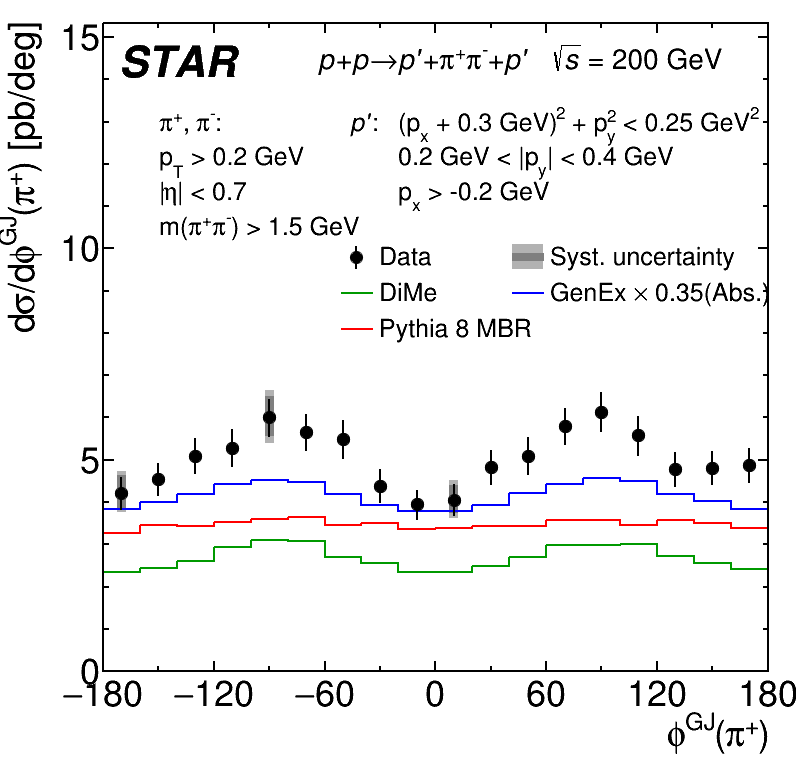 15
10
5
0
dσ/dϕ^GJ(π⁺) [pb/deg]
STAR p+p→p′+π⁺π⁻+p′ √s = 200 GeV
π⁺, π⁻: p′: (p_x + 0.3 GeV)² + p_y² < 0.25 GeV²
p_T > 0.2 GeV 0.2 GeV < |p_y| < 0.4 GeV
|η| < 0.7 p_x > -0.2 GeV
m(π⁺π⁻) > 1.5 GeV
Data Syst. uncertainty
DiMe GenEx × 0.35(Abs.)
Pythia 8 MBR
−180 −120 −60 0 60 120 180
ϕ^GJ(π⁺)